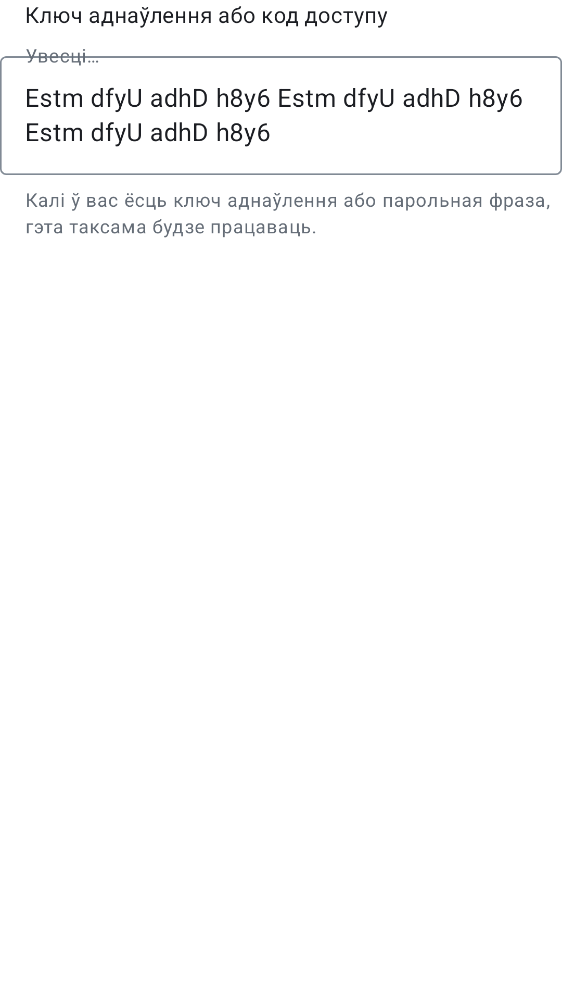 Ключ аднаўлення або код доступу
Увесці…
Estm dfyU adhD h8y6 Estm dfyU adhD h8y6
Estm dfyU adhD h8y6
Калі ў вас ёсць ключ аднаўлення або парольная фраза,
гэта таксама будзе працаваць.